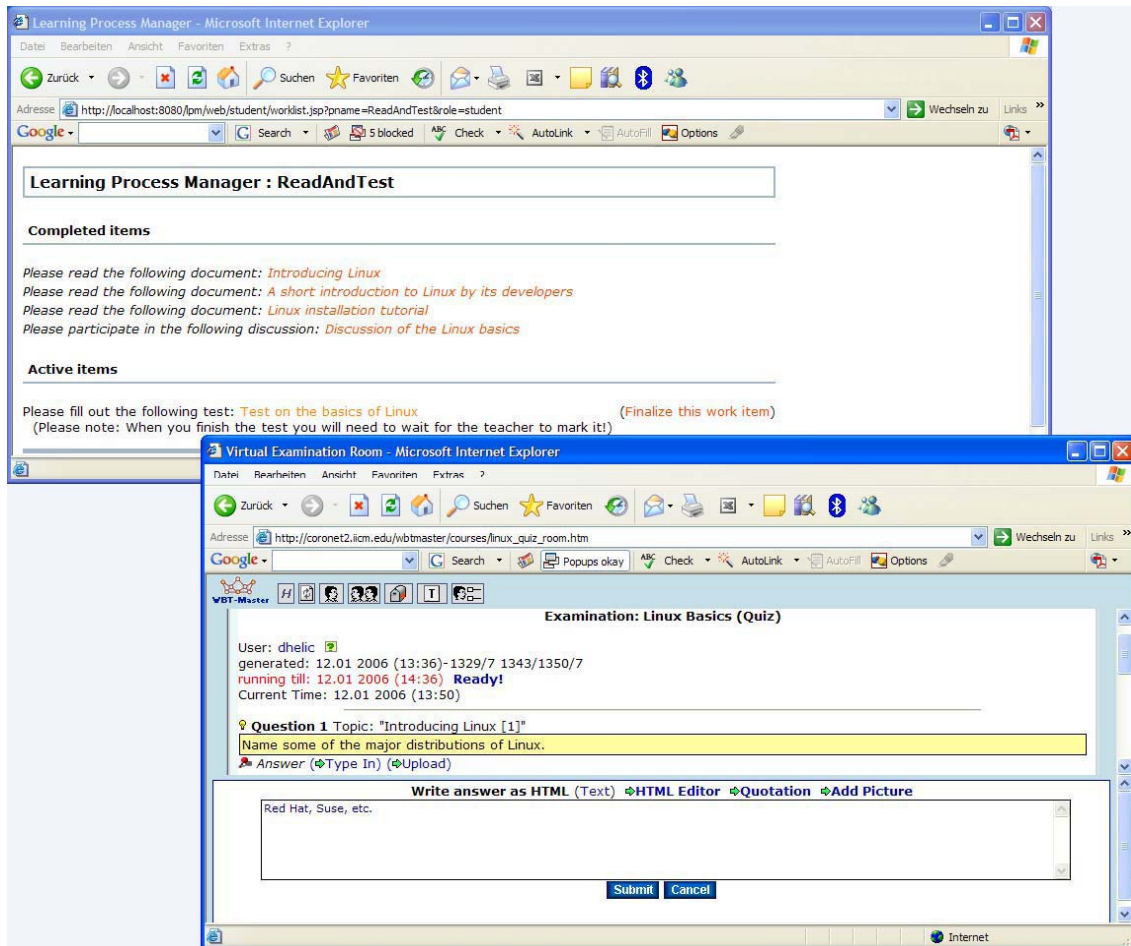 Learning Process Manager - Microsoft Internet Explorer
Datei Bearbeiten Ansicht Favoriten Extras ?
Zurück Suchen Favoriten
Adresse http://localhost:8080/lpm/web/student/worklist.jsp?pname=ReadAndTest&role=student Wechseln zu Links »
Google Search 5 blocked ABC Check AutoLink AutoFill Options
Learning Process Manager : ReadAndTest
Completed items
Please read the following document: Introducing Linux
Please read the following document: A short introduction to Linux by its developers
Please read the following document: Linux installation tutorial
Please participate in the following discussion: Discussion of the Linux basics
Active items
Please fill out the following test: Test on the basics of Linux (Finalize this work item)
(Please note: When you finish the test you will need to wait for the teacher to mark it!)
Virtual Examination Room - Microsoft Internet Explorer
Datei Bearbeiten Ansicht Favoriten Extras ?
Zurück Suchen Favoriten
Adresse http://coronet2.iicm.edu/wbtmaster/courses/linux_quiz_room.htm Wechseln zu Links »
Google Search Popups okay ABC Check AutoLink AutoFill Options
WBT-Master H T
Examination: Linux Basics (Quiz)
User: dhelic ?
generated: 12.01 2006 (13:36)-1329/7 1343/1350/7
running till: 12.01 2006 (14:36) Ready!
Current Time: 12.01 2006 (13:50)
Question 1 Topic: "Introducing Linux [1]"
Name some of the major distributions of Linux.
Answer (Type In) (Upload)
Write answer as HTML (Text) HTML Editor Quotation Add Picture
Red Hat, Suse, etc.
Submit Cancel
Internet